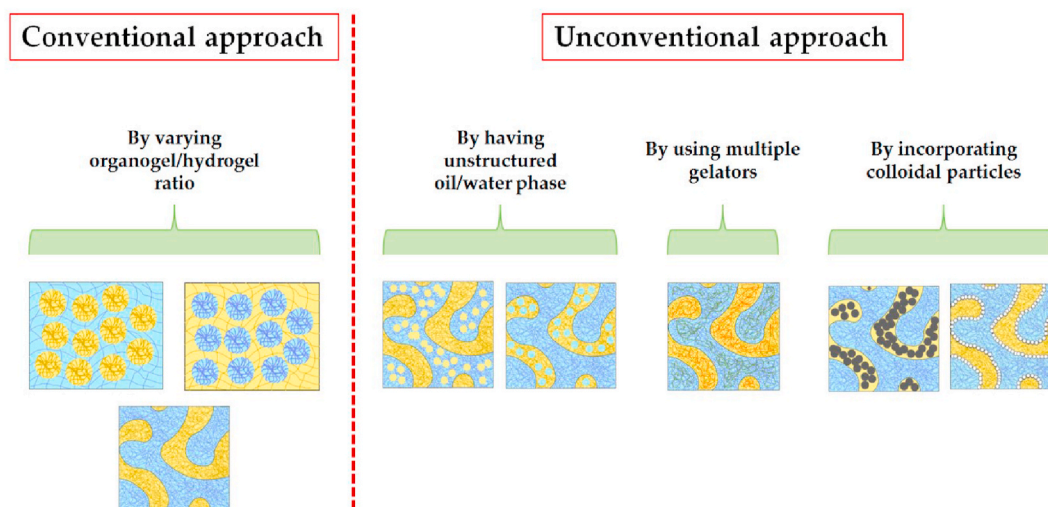 Conventional approach
Unconventional approach
By varying
organogel/hydrogel
ratio
By having
unstructured
oil/water phase
By using multiple
gelators
By incorporating
colloidal particles